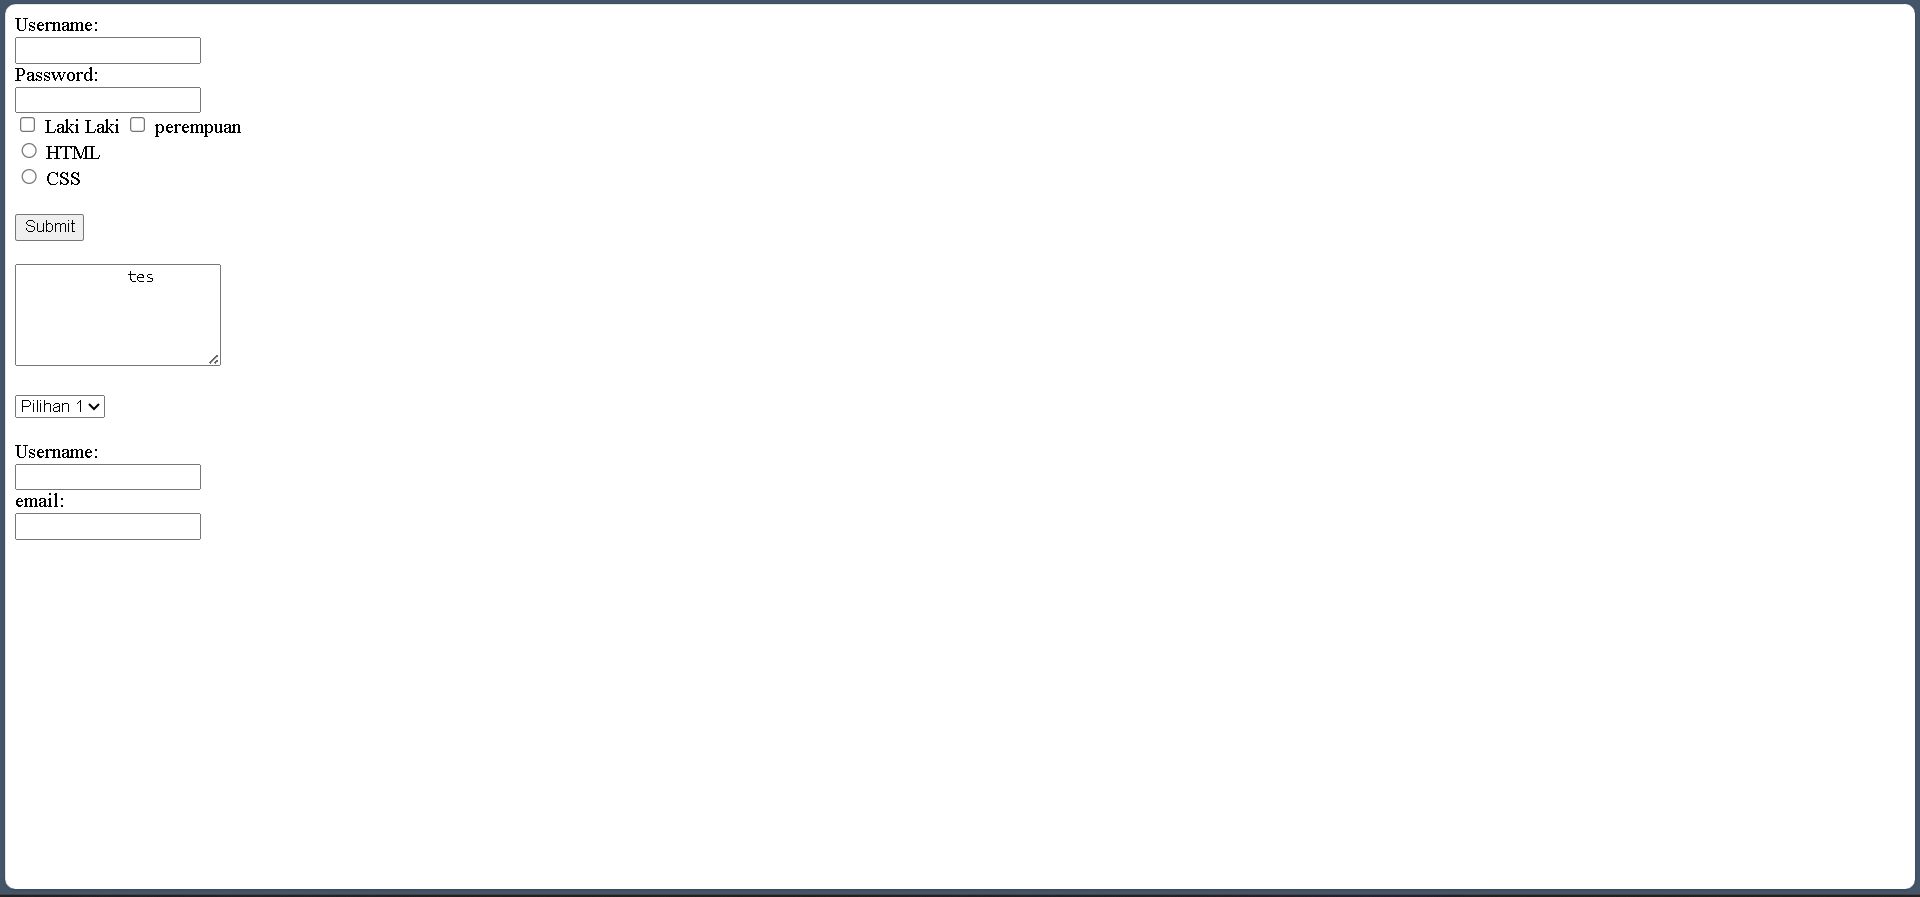 Username:
Password:
Laki Laki perempuan
HTML
CSS
Submit
tes
Pilihan 1
Username:
email: